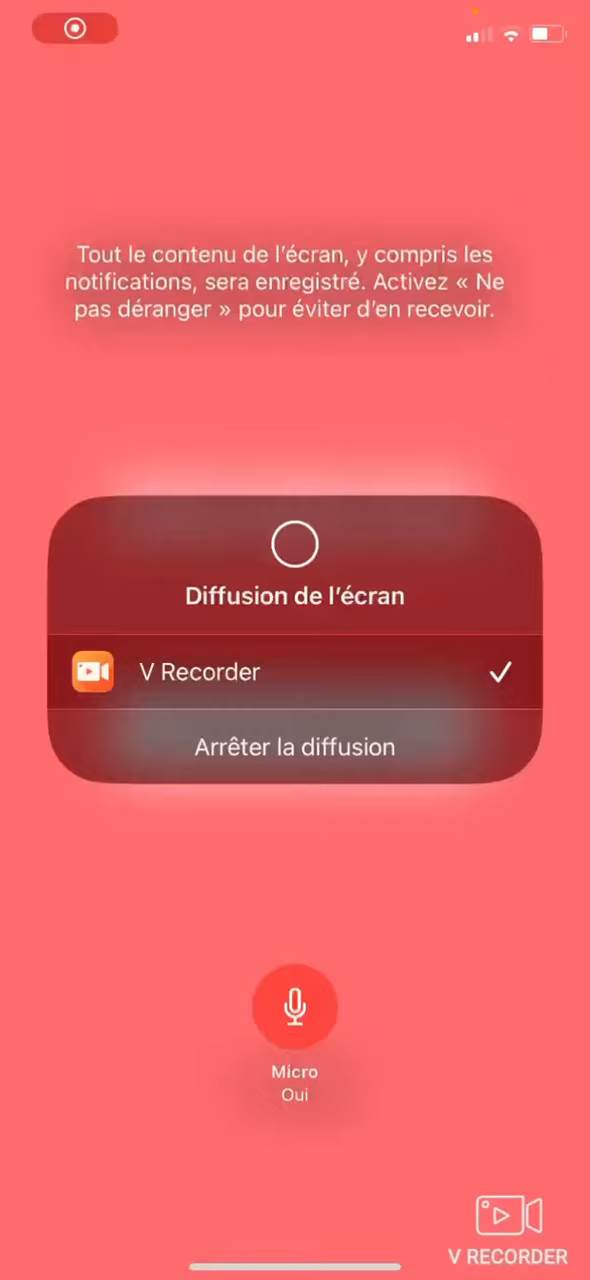 Tout le contenu de l'écran, y compris les
notifications, sera enregistré. Activez « Ne
pas déranger » pour éviter d'en recevoir.
Diffusion de l'écran
V Recorder
Arrêter la diffusion
Micro
Oui
V RECORDER